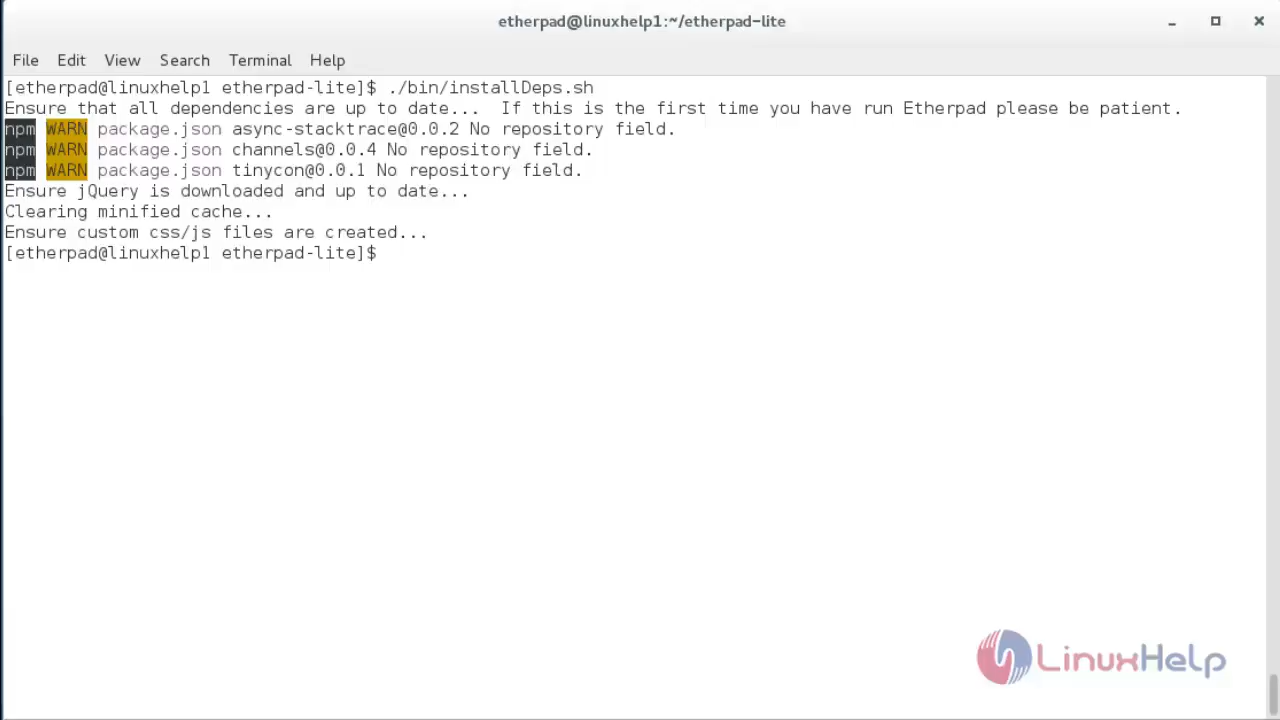 etherpad@linuxhelp1:~/etherpad-lite
File Edit View Search Terminal Help
[etherpad@linuxhelp1 etherpad-lite]$ ./bin/installDeps.sh
Ensure that all dependencies are up to date...  If this is the first time you have run Etherpad please be patient.
npm WARN package.json async-stacktrace@0.0.2 No repository field.
npm WARN package.json channels@0.0.4 No repository field.
npm WARN package.json tinycon@0.0.1 No repository field.
Ensure jQuery is downloaded and up to date...
Clearing minified cache...
Ensure custom css/js files are created...
[etherpad@linuxhelp1 etherpad-lite]$
LinuxHelp